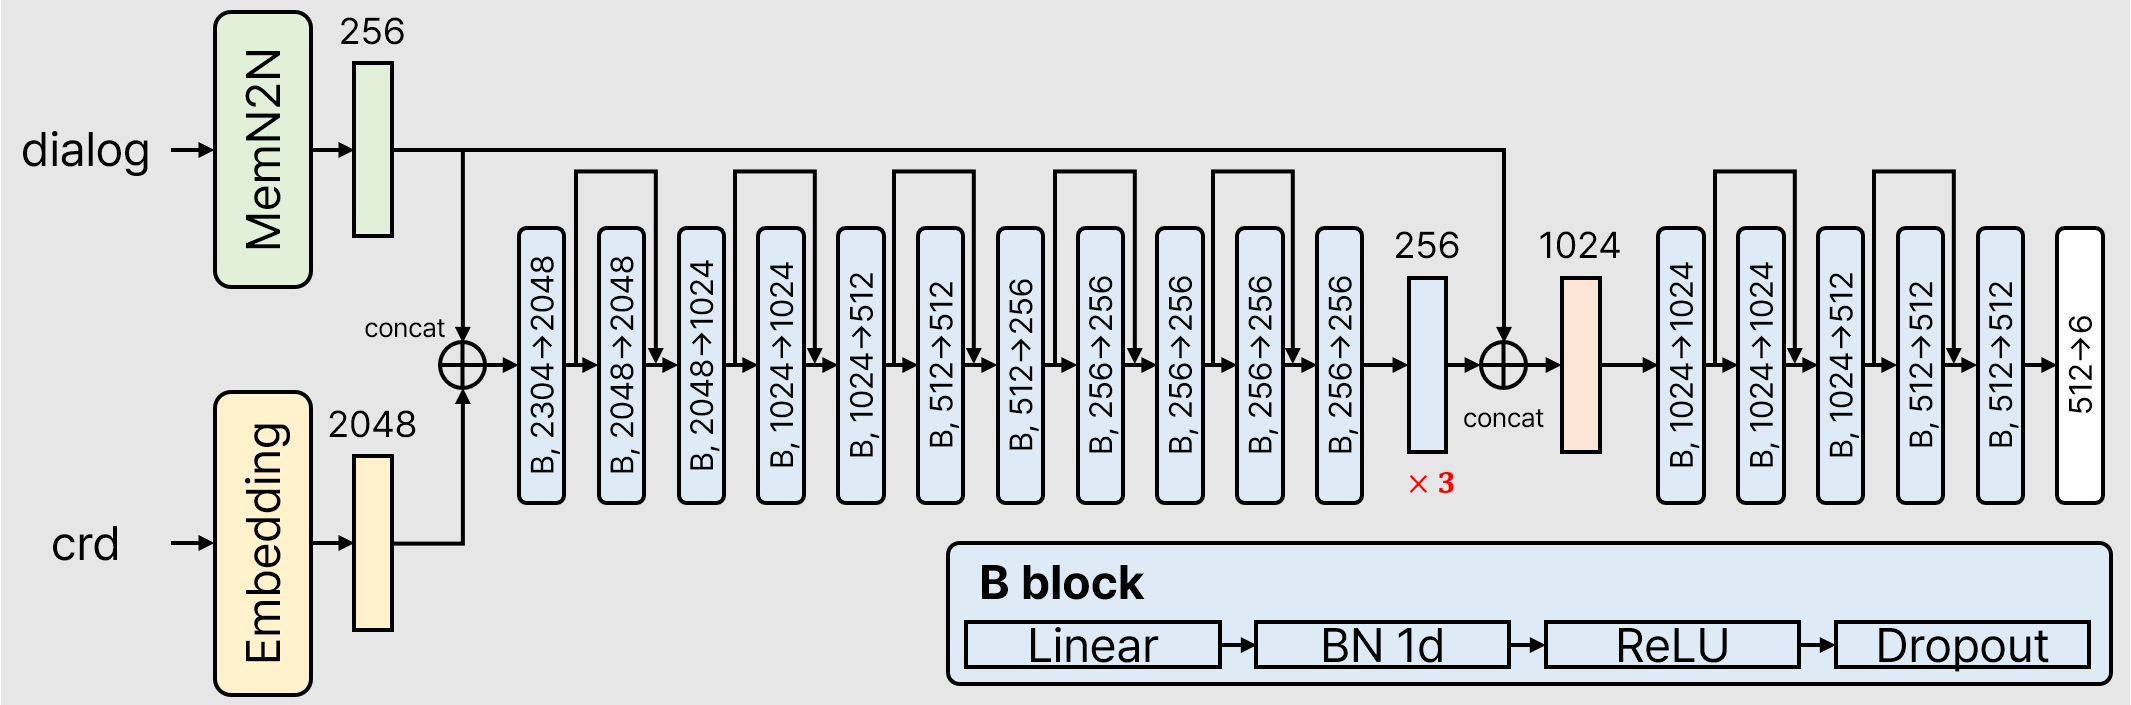 dialog
MemN2N
256
crd
Embedding
2048
concat
B, 2304→2048
B, 2048→2048
B, 2048→1024
B, 1024→1024
B, 1024→512
B, 512→512
B, 512→256
B, 256→256
B, 256→256
B, 256→256
B, 256→256
256
× 3
concat
1024
B, 1024→1024
B, 1024→1024
B, 1024→512
B, 512→512
B, 512→512
512→6
B block
Linear
BN 1d
ReLU
Dropout